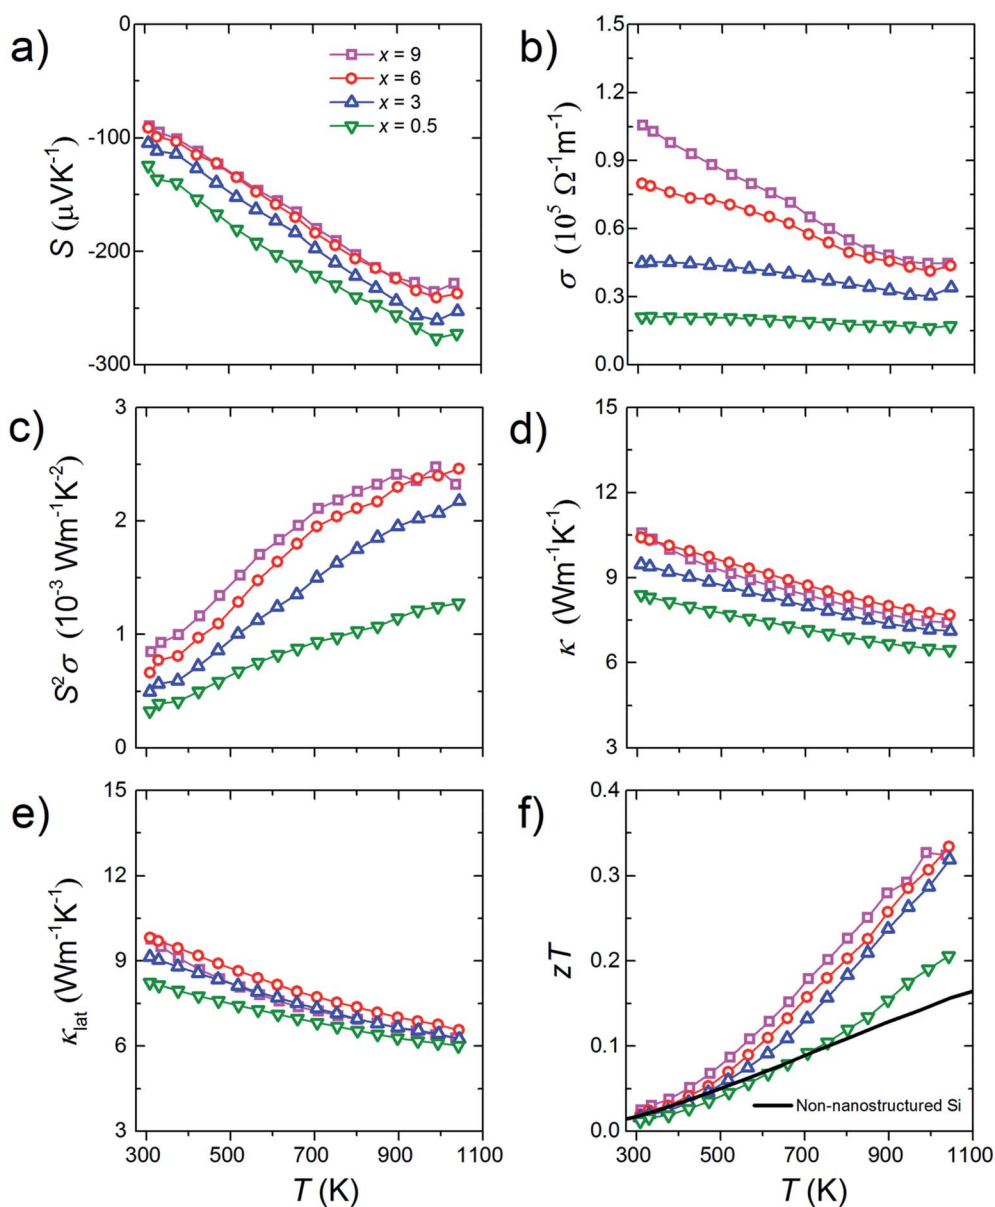 a)
S (μVK⁻¹)
0
-100
-200
-300
x = 9
x = 6
x = 3
x = 0.5
b)
σ (10⁵ Ω⁻¹m⁻¹)
1.5
1.2
0.9
0.6
0.3
0.0
c)
S²σ (10⁻³ Wm⁻¹K⁻²)
3
2
1
0
d)
κ (Wm⁻¹K⁻¹)
15
12
9
6
3
e)
κlat (Wm⁻¹K⁻¹)
15
12
9
6
3
300 500 700 900 1100
T (K)
f)
zT
0.4
0.3
0.2
0.1
0.0
Non-nanostructured Si
300 500 700 900 1100
T (K)